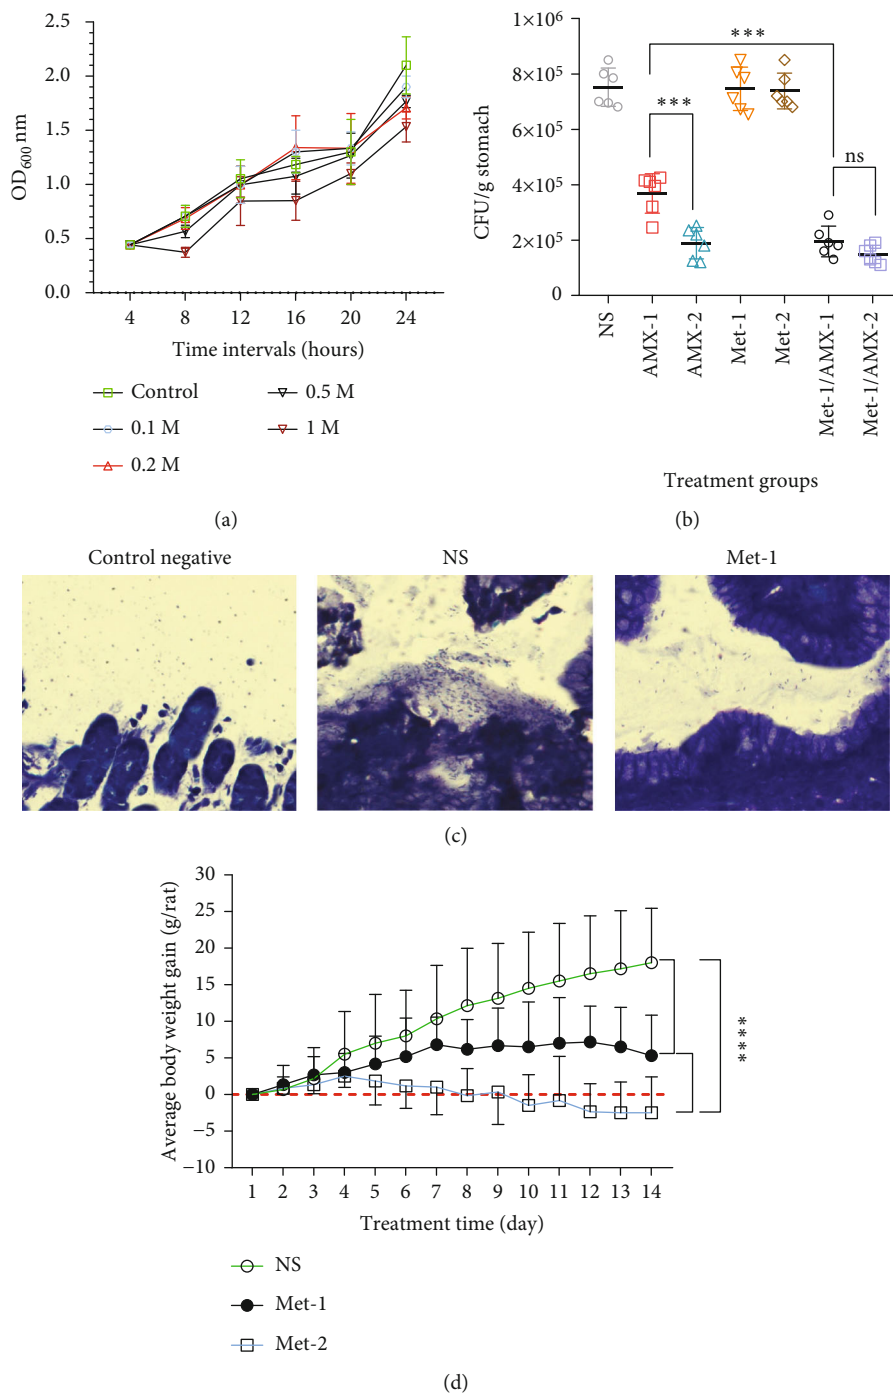 2.5
2.0
1.5
1.0
0.5
0.0
OD600 nm
4 8 12 16 20 24
Time intervals (hours)
Control
0.1 M
0.2 M
0.5 M
1 M
(a)
1×10⁶
8×10⁵
6×10⁵
4×10⁵
2×10⁵
0
CFU/g stomach
***
***
ns
NS
AMX-1
AMX-2
Met-1
Met-2
Met-1/AMX-1
Met-1/AMX-2
Treatment groups
(b)
Control negative
NS
Met-1
(c)
30
25
20
15
10
5
0
−5
−10
Average body weight gain (g/rat)
****
1 2 3 4 5 6 7 8 9 10 11 12 13 14
Treatment time (day)
NS
Met-1
Met-2
(d)